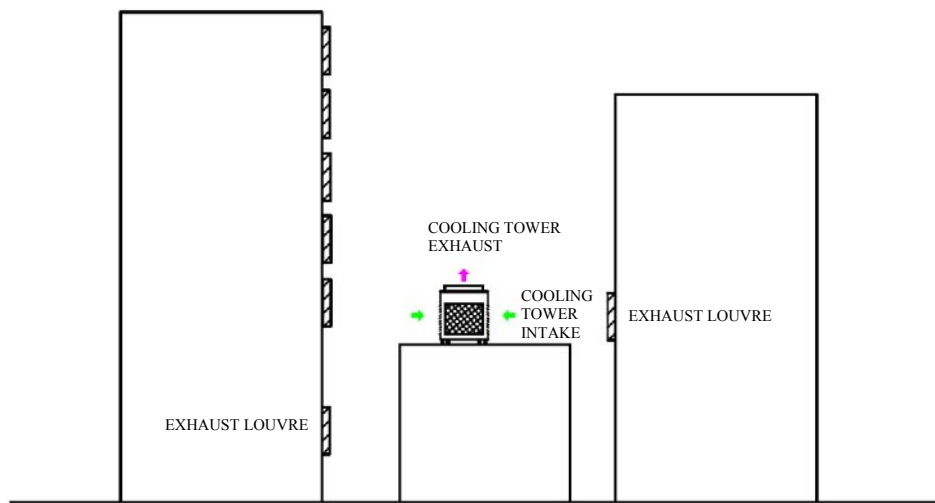 COOLING TOWER
EXHAUST
COOLING
TOWER
INTAKE
EXHAUST LOUVRE
EXHAUST LOUVRE